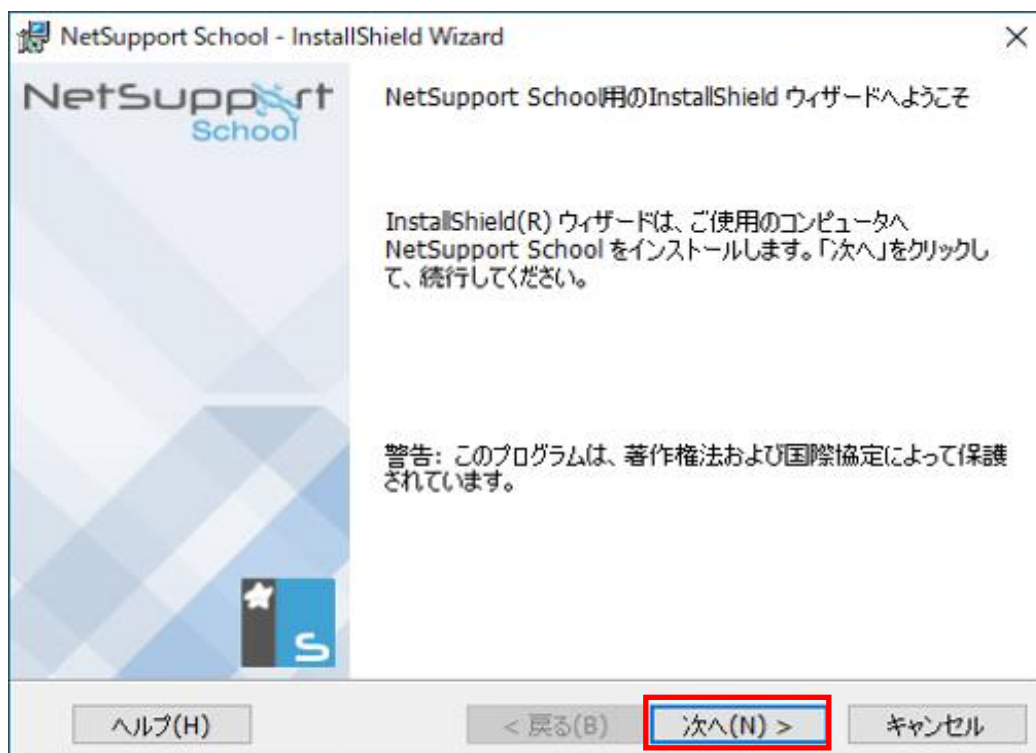 NetSupport School - InstallShield Wizard
NetSupport
School
NetSupport School用のInstallShield ウィザードへようこそ
InstallShield(R) ウィザードは、ご使用のコンピュータへ
NetSupport School をインストールします。「次へ」をクリックし
て、続行してください。
警告: このプログラムは、著作権法および国際協定によって保護
されています。
S
ヘルプ(H)
< 戻る(B)
次へ(N) >
キャンセル